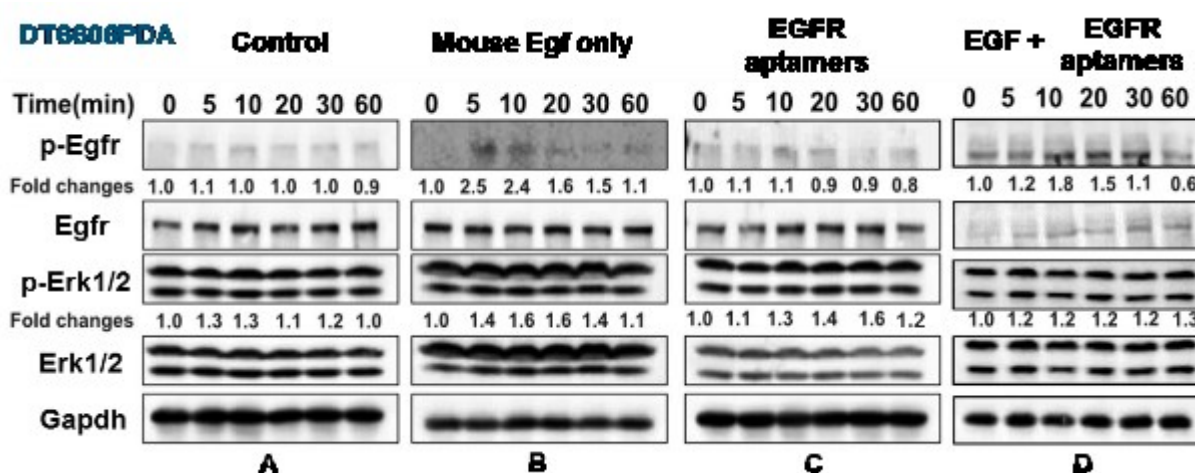 DT6606PDA Control Mouse Egf only EGFR aptamers EGF + EGFR aptamers
Time(min) 0 5 10 20 30 60 0 5 10 20 30 60 0 5 10 20 30 60 0 5 10 20 30 60
p-Egfr
Fold changes 1.0 1.1 1.0 1.0 1.0 0.9 1.0 2.5 2.4 1.6 1.5 1.1 1.0 1.1 1.1 0.9 0.9 0.8 1.0 1.2 1.8 1.5 1.1 0.6
Egfr
p-Erk1/2
Fold changes 1.0 1.3 1.3 1.1 1.2 1.0 1.0 1.4 1.6 1.6 1.4 1.1 1.0 1.1 1.3 1.4 1.6 1.2 1.0 1.2 1.2 1.2 1.2 1.3
Erk1/2
Gapdh
A B C D